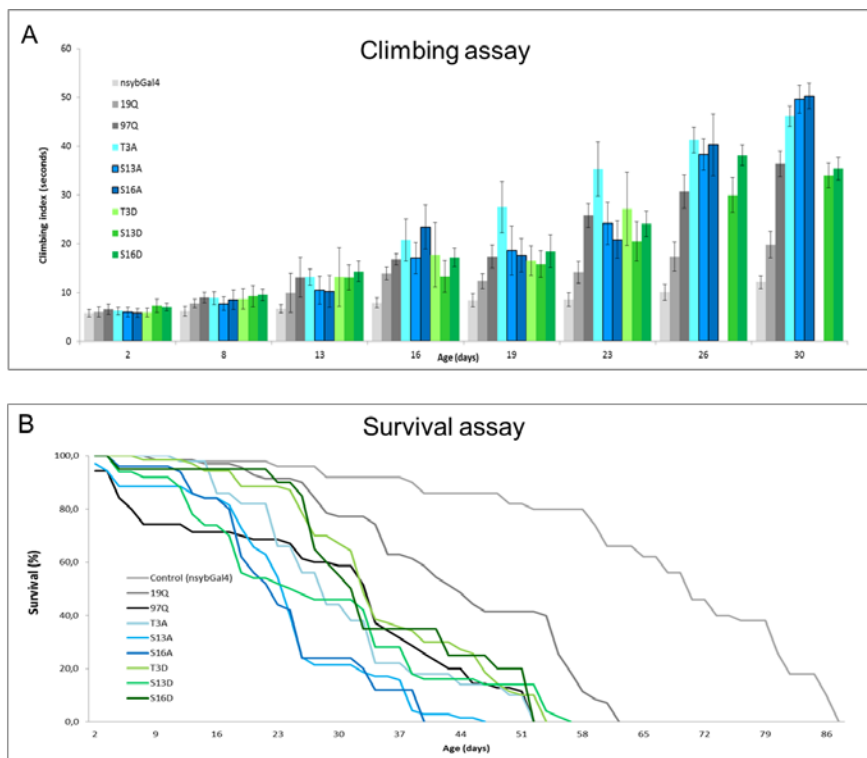 A
Climbing assay
60
50
40
30
20
10
0
Climbing index (seconds)
nsybGal4
19Q
97Q
T3A
S13A
S16A
T3D
S13D
S16D
2 8 13 16 19 23 26 30
Age (days)
B
Survival assay
100,0
80,0
60,0
40,0
20,0
0,0
Survival (%)
Control (nsybGal4)
19Q
97Q
T3A
S13A
S16A
T3D
S13D
S16D
2 9 16 23 30 37 44 51 58 65 72 79 86
Age (days)